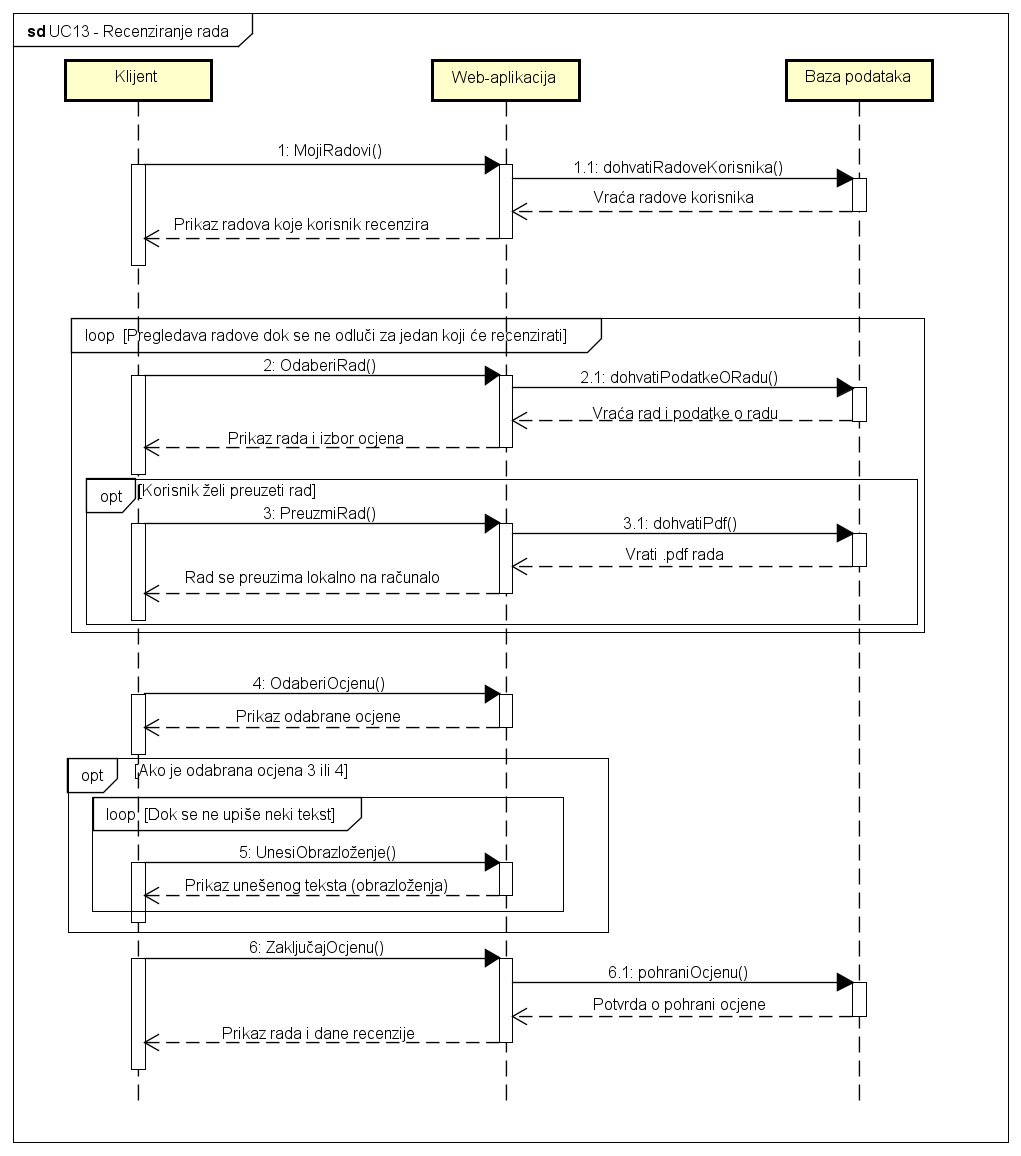 sd UC13 - Recenziranje rada
Klijent
Web-aplikacija
Baza podataka
1: MojiRadovi()
1.1: dohvatiRadoveKorisnika()
Vraća radove korisnika
Prikaz radova koje korisnik recenzira
loop [Pregledava radove dok se ne odluči za jedan koji će recenzirati]
2: OdaberiRad()
2.1: dohvatiPodatkeORadu()
Vraća rad i podatke o radu
Prikaz rada i izbor ocjena
opt [Korisnik želi preuzeti rad]
3: PreuzmiRad()
3.1: dohvatiPdf()
Vrati .pdf rada
Rad se preuzima lokalno na računalo
4: OdaberiOcjenu()
Prikaz odabrane ocjene
opt [Ako je odabrana ocjena 3 ili 4]
loop [Dok se ne upiše neki tekst]
5: UnesiObrazloženje()
Prikaz unešenog teksta (obrazloženja)
6: ZaključajOcjenu()
6.1: pohraniOcjenu()
Potvrda o pohrani ocjene
Prikaz rada i dane recenzije